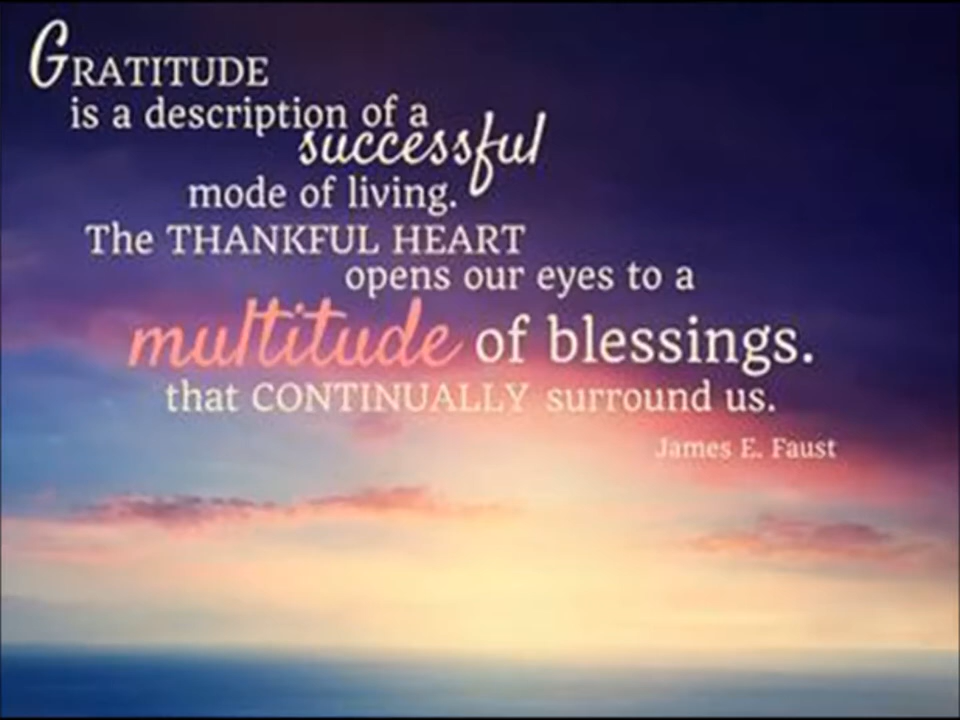 GRATITUDE
is a description of a
successful
mode of living.
The THANKFUL HEART
opens our eyes to a
multitude of blessings.
that CONTINUALLY surround us.
James E. Faust